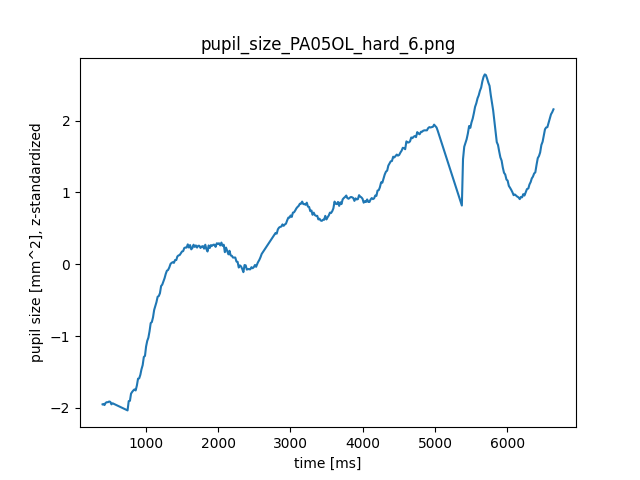 pupil_size_PA05OL_hard_6.png
pupil size [mm^2], z-standardized
2
1
0
−1
−2
1000 2000 3000 4000 5000 6000
time [ms]